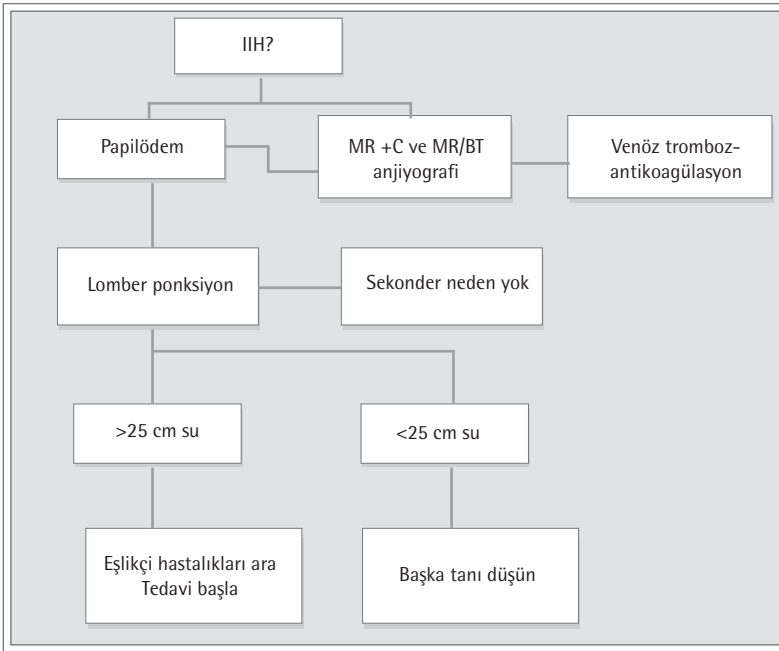 IIH?
Papilödem
MR +C ve MR/BT
anjiyografi
Venöz tromboz-
antikoagülasyon
Lomber ponksiyon
Sekonder neden yok
>25 cm su
<25 cm su
Eşlikçi hastalıkları ara
Tedavi başla
Başka tanı düşün